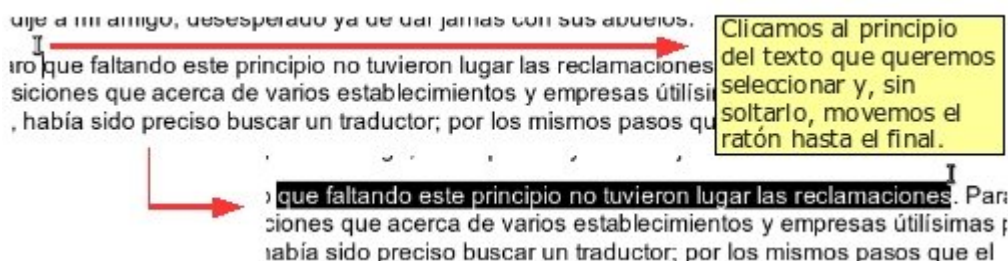 dije a mi amigo, desesperado ya de dar jamás con sus abuelos.
aro que faltando este principio no tuvieron lugar las reclamaciones
siciones que acerca de varios establecimientos y empresas útilísi
, había sido preciso buscar un traductor; por los mismos pasos qu
Clicamos al principio
del texto que queremos
seleccionar y, sin
soltarlo, movemos el
ratón hasta el final.
que faltando este principio no tuvieron lugar las reclamaciones. Para
ciones que acerca de varios establecimientos y empresas útilísimas p
había sido preciso buscar un traductor; por los mismos pasos que el